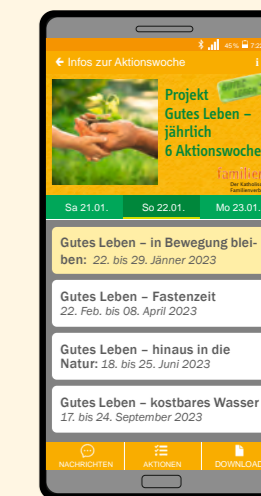 45 %
← Infos zur Aktionswoche
i
Projekt
Gutes Leben –
jährlich
6 Aktionswoche
familien
Der Katholisc
Familienverba
Sa 21.01.
So 22.01.
Mo 23.01.
Gutes Leben – in Bewegung blei-
ben: 22. bis 29. Jänner 2023
Gutes Leben – Fastenzeit
22. Feb. bis 08. April 2023
Gutes Leben – hinaus in die
Natur: 18. bis 25. Juni 2023
Gutes Leben – kostbares Wasser
17. bis 24. September 2023
NACHRICHTEN
AKTIONEN
DOWNLOAD